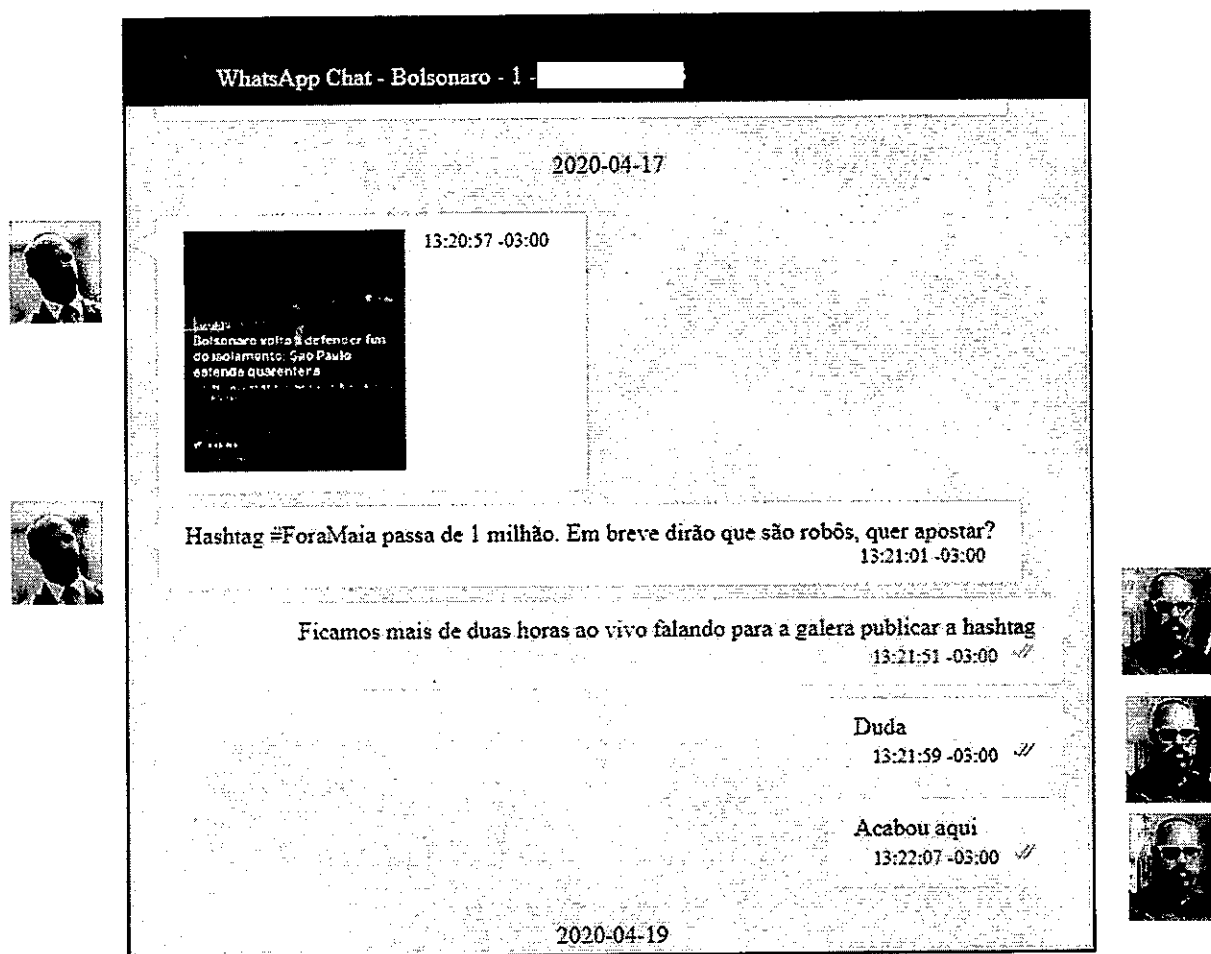 WhatsApp Chat - Bolsonaro - 1 -
2020-04-17
13:20:57 -03:00
Bolsonaro volta a defender fim
do isolamento; São Paulo
estende quarentena
Hashtag #ForaMaia passa de 1 milhão. Em breve dirão que são robôs, quer apostar?
13:21:01 -03:00
Ficamos mais de duas horas ao vivo falando para a galera publicar a hashtag
13:21:51 -03:00
Duda
13:21:59 -03:00
Acabou aqui
13:22:07 -03:00
2020-04-19